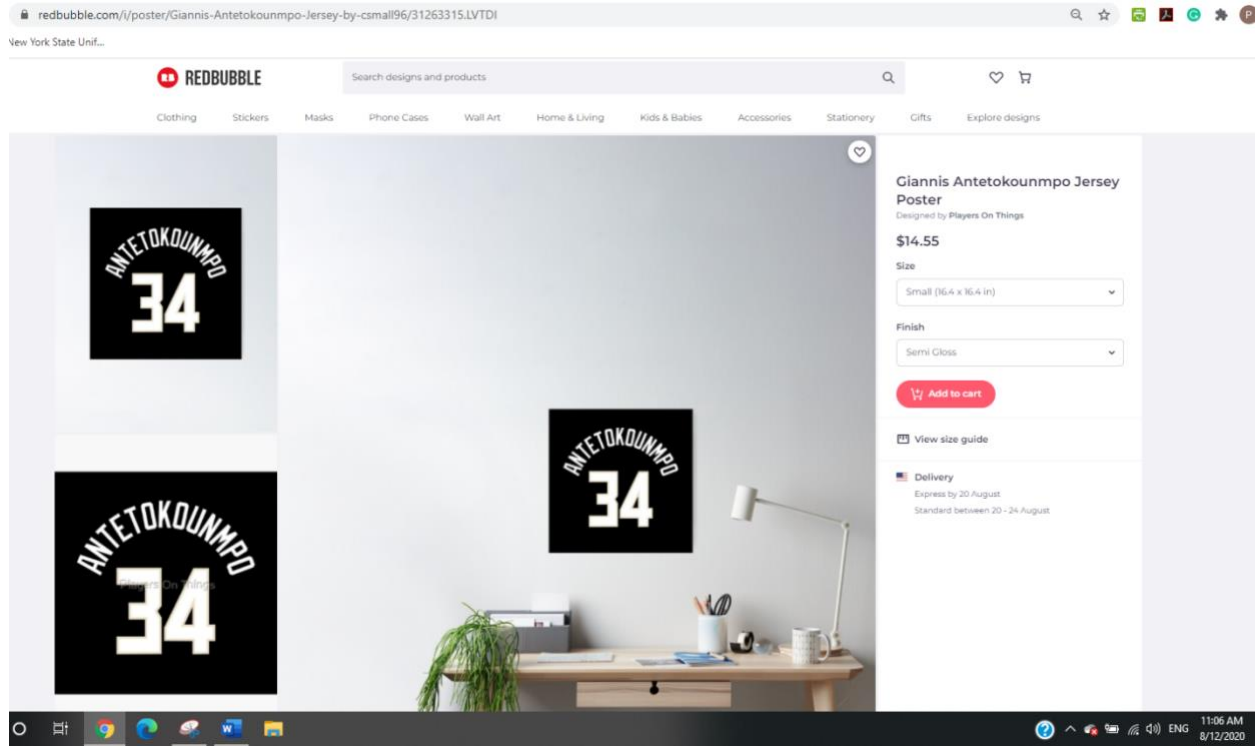 redbubble.com/i/poster/Giannis-Antetokounmpo-Jersey-by-csmall96/31263315.LVTDI
New York State Unif...
REDBUBBLE
Search designs and products
Clothing Stickers Masks Phone Cases Wall Art Home & Living Kids & Babies Accessories Stationery Gifts Explore designs
ANTETOKOUNMPO
34
ANTETOKOUNMPO
34
Players On Things
ANTETOKOUNMPO
34
Giannis Antetokounmpo Jersey
Poster
Designed by Players On Things
$14.55
Size
Small (16.4 x 16.4 in)
Finish
Semi Gloss
Add to cart
View size guide
Delivery
Express by 20 August
Standard between 20 - 24 August
ENG
11:06 AM
8/12/2020